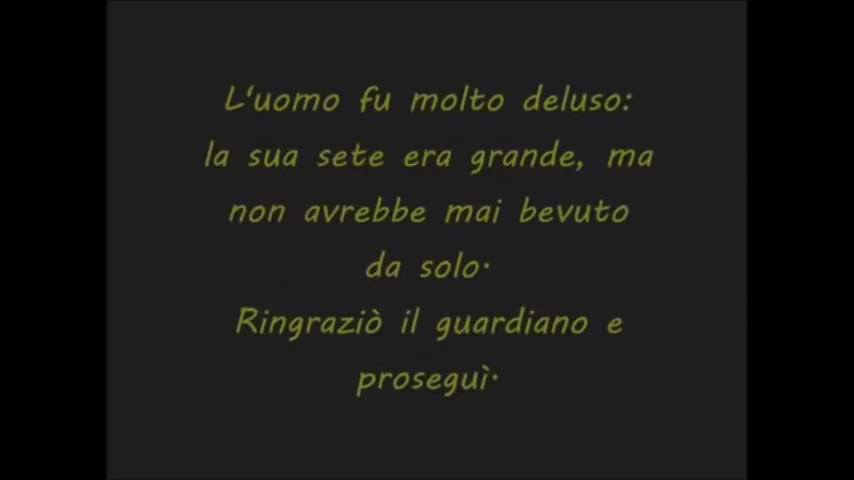 L'uomo fu molto deluso:
la sua sete era grande, ma
non avrebbe mai bevuto
da solo.
Ringraziò il guardiano e
proseguì.